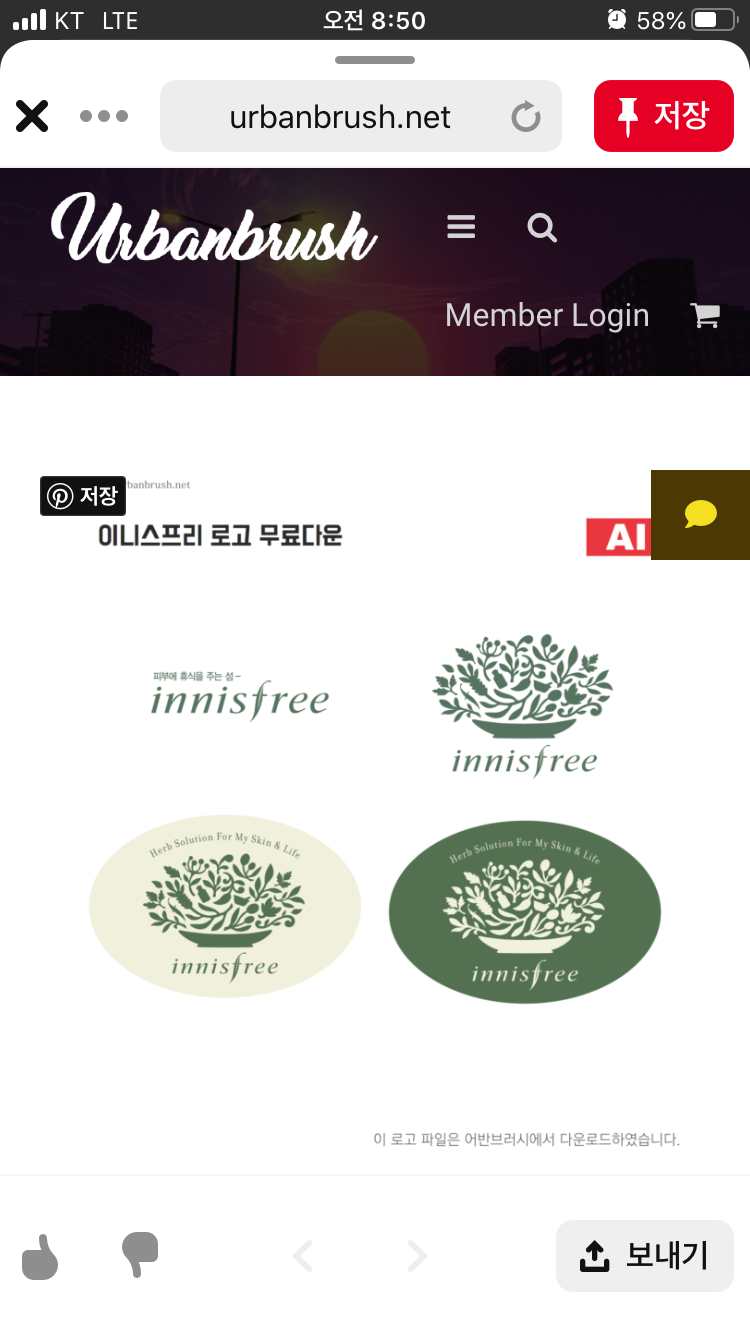 KT LTE 오전 8:50 58%
urbanbrush.net 저장
Urbanbrush
Member Login
저장 banbrush.net
이니스프리 로고 무료다운 AI
피부에 휴식을 주는 섬–
innisfree
innisfree
Herb Solution For My Skin & Life
innisfree
Herb Solution For My Skin & Life
innisfree
이 로고 파일은 어반브러시에서 다운로드하였습니다.
보내기